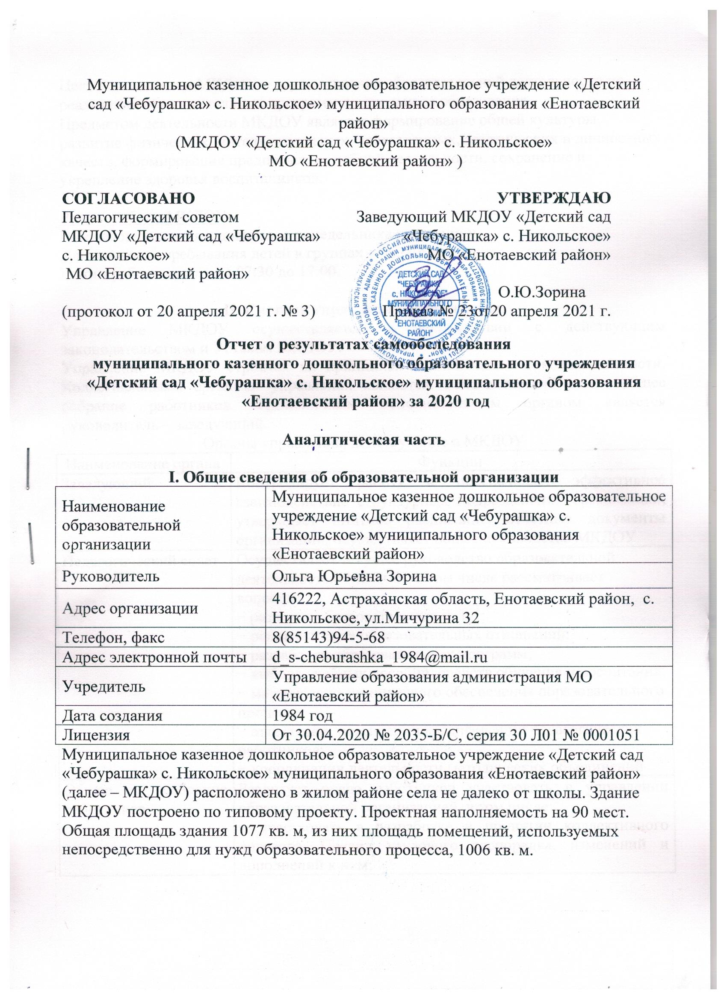 Муниципальное казенное дошкольное образовательное учреждение «Детский
сад «Чебурашка» с. Никольское» муниципального образования «Енотаевский
район»
(МКДОУ «Детский сад «Чебурашка» с. Никольское»
МО «Енотаевский район» )
СОГЛАСОВАНО
Педагогическим советом
МКДОУ «Детский сад «Чебурашка»
с. Никольское»
МО «Енотаевский район»
(протокол от 20 апреля 2021 г. № 3)
УТВЕРЖДАЮ
Заведующий МКДОУ «Детский сад
«Чебурашка» с. Никольское»
МО «Енотаевский район»
О.Ю.Зорина
Приказ № 23от 20 апреля 2021 г.
"ДЕТСКИЙ САД
"ЧЕБУРАШКА"
с. НИКОЛЬСКОЕ"
МУНИЦИПАЛЬНОГО
ОБРАЗОВАНИЯ
"ЕНОТАЕВСКИЙ
РАЙОН"
Отчет о результатах самообследования
муниципального казенного дошкольного образовательного учреждения
«Детский сад «Чебурашка» с. Никольское» муниципального образования
«Енотаевский район» за 2020 год
Аналитическая часть
I. Общие сведения об образовательной организации
Наименование
образовательной
организации
Муниципальное казенное дошкольное образовательное
учреждение «Детский сад «Чебурашка» с.
Никольское» муниципального образования
«Енотаевский район»
Руководитель
Ольга Юрьевна Зорина
Адрес организации
416222, Астраханская область, Енотаевский район, с.
Никольское, ул.Мичурина 32
Телефон, факс
8(85143)94-5-68
Адрес электронной почты
d_s-cheburashka_1984@mail.ru
Учредитель
Управление образования администрация МО
«Енотаевский район»
Дата создания
1984 год
Лицензия
От 30.04.2020 № 2035-Б/С, серия 30 Л01 № 0001051
Муниципальное казенное дошкольное образовательное учреждение «Детский сад
«Чебурашка» с. Никольское» муниципального образования «Енотаевский район»
(далее – МКДОУ) расположено в жилом районе села не далеко от школы. Здание
МКДОУ построено по типовому проекту. Проектная наполняемость на 90 мест.
Общая площадь здания 1077 кв. м, из них площадь помещений, используемых
непосредственно для нужд образовательного процесса, 1006 кв. м.